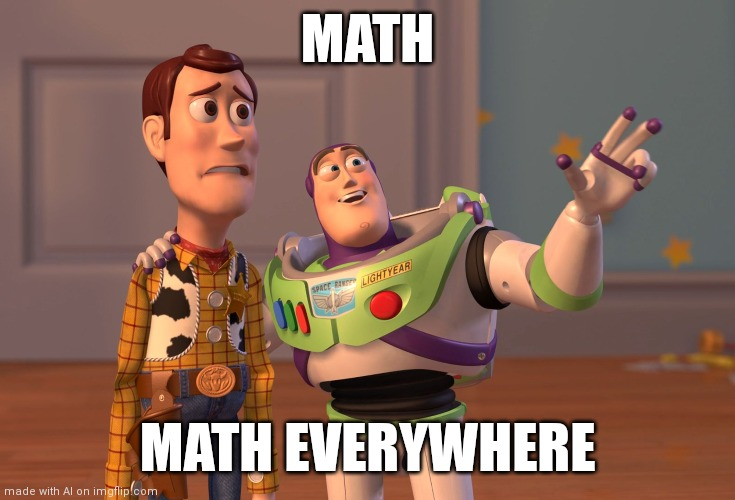 MATH
SPACE RANGER
LIGHTYEAR
MATH EVERYWHERE
made with AI on imgflip.com